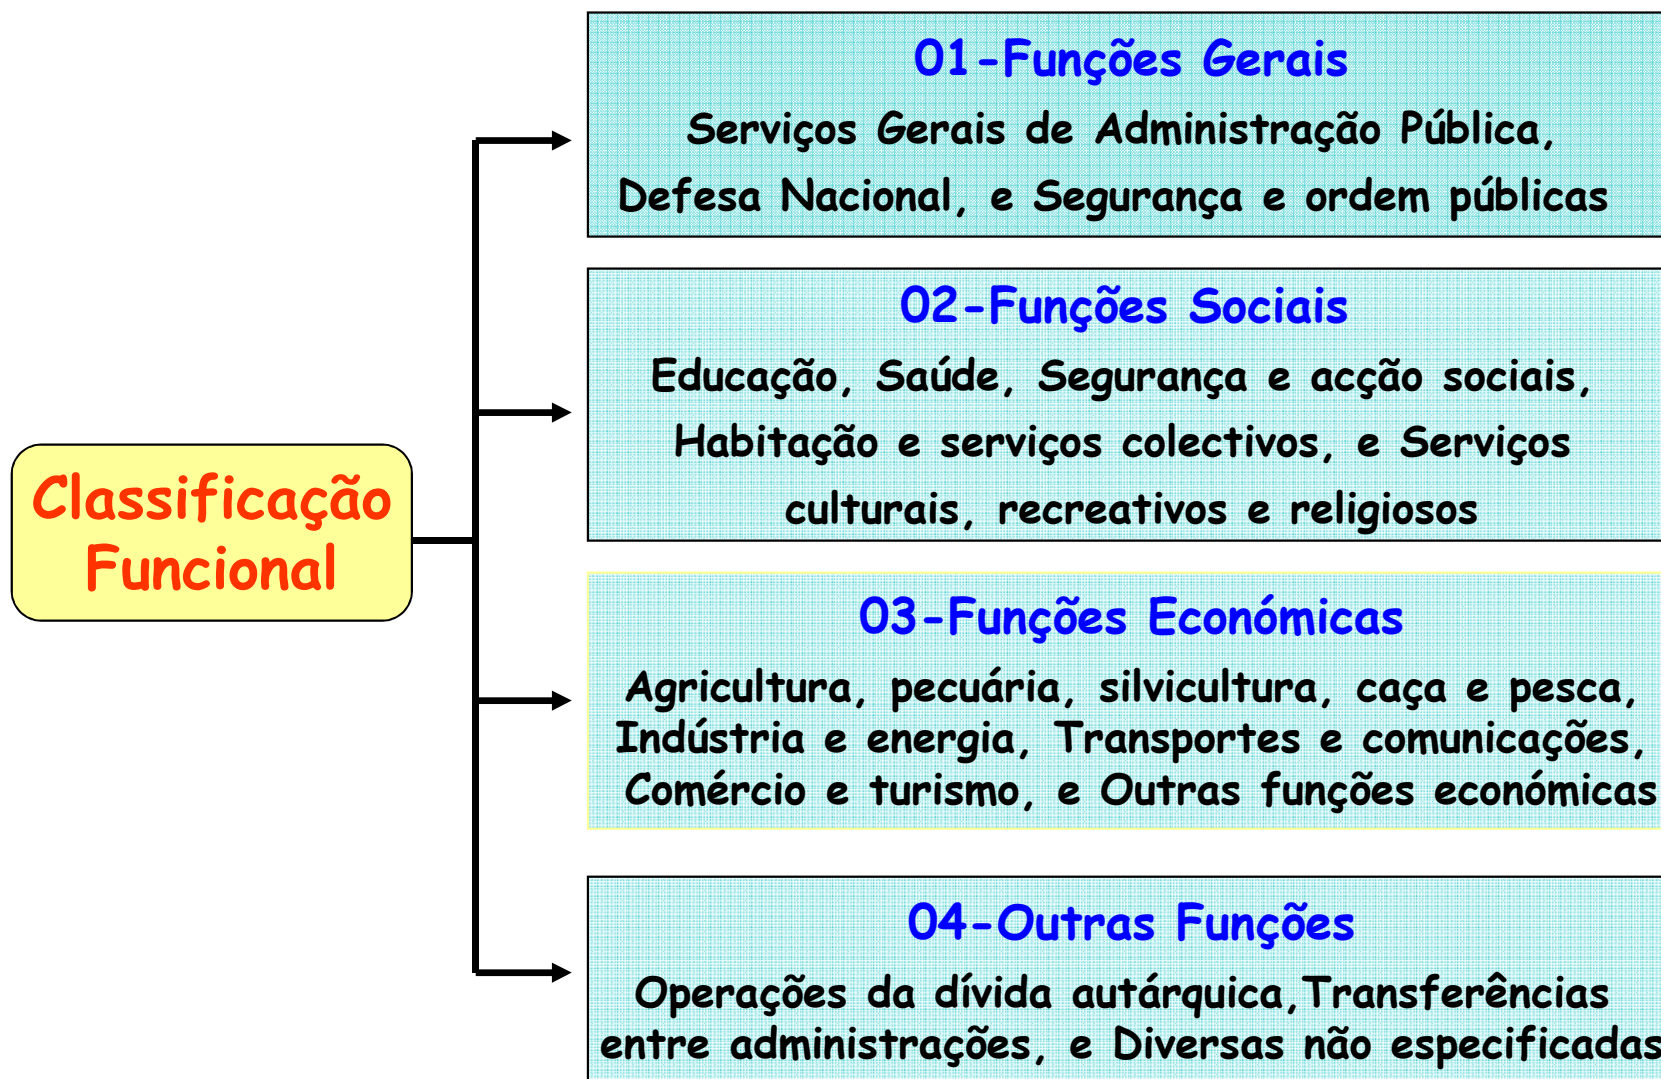 Classificação
Funcional
01-Funções Gerais
Serviços Gerais de Administração Pública,
Defesa Nacional, e Segurança e ordem públicas
02-Funções Sociais
Educação, Saúde, Segurança e acção sociais,
Habitação e serviços colectivos, e Serviços
culturais, recreativos e religiosos
03-Funções Económicas
Agricultura, pecuária, silvicultura, caça e pesca,
Indústria e energia, Transportes e comunicações,
Comércio e turismo, e Outras funções económicas
04-Outras Funções
Operações da dívida autárquica,Transferências
entre administrações, e Diversas não especificadas